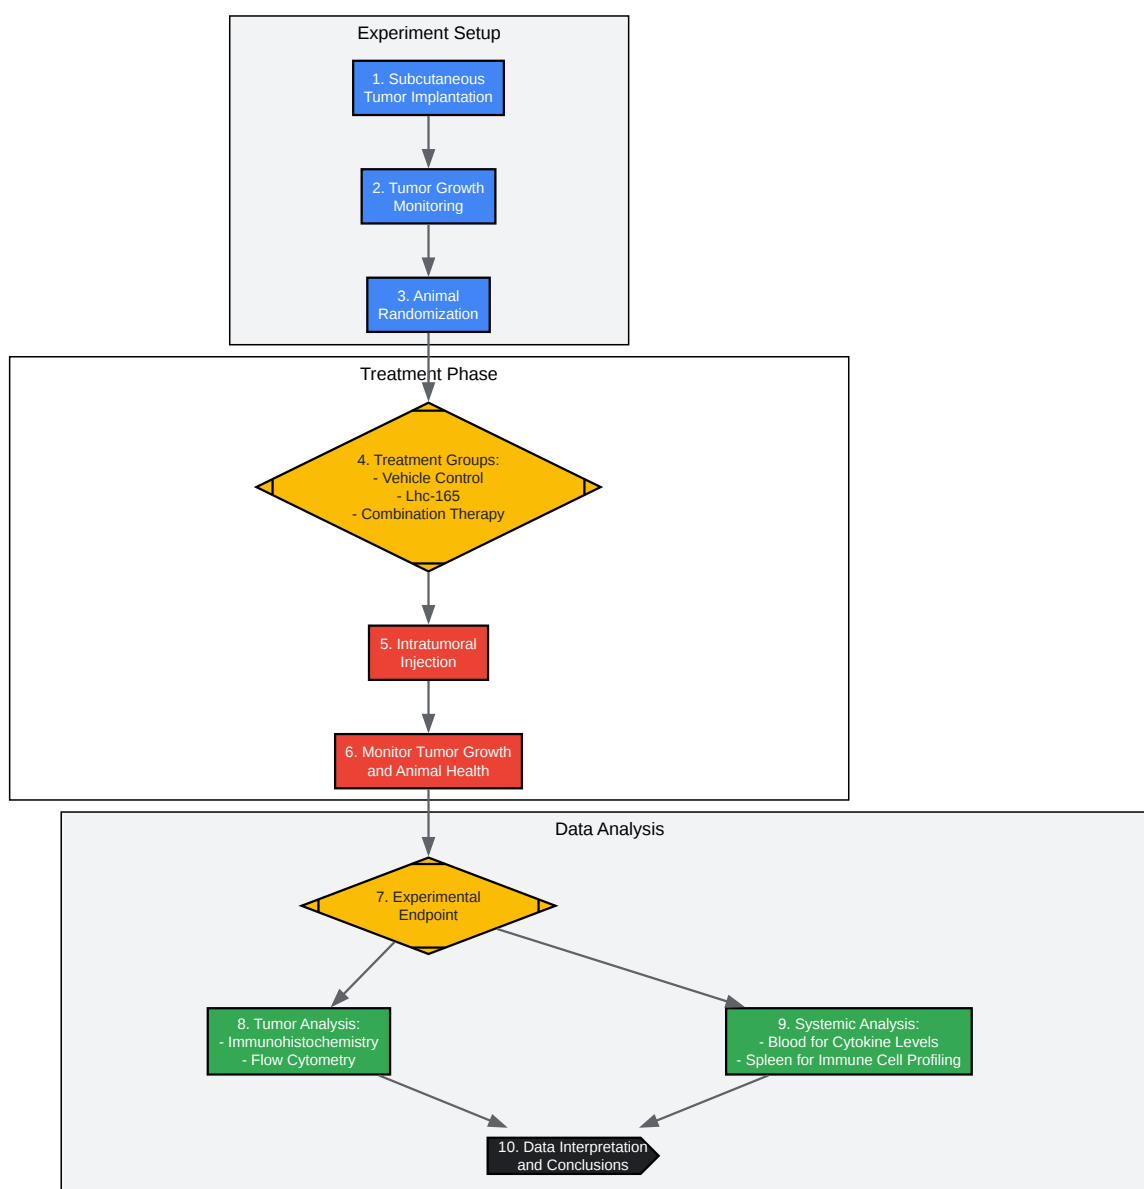 Experiment Setup
1. Subcutaneous
Tumor Implantation
2. Tumor Growth
Monitoring
3. Animal
Randomization
Treatment Phase
4. Treatment Groups:
- Vehicle Control
- Lhc-165
- Combination Therapy
5. Intratumoral
Injection
6. Monitor Tumor Growth
and Animal Health
Data Analysis
7. Experimental
Endpoint
8. Tumor Analysis:
- Immunohistochemistry
- Flow Cytometry
9. Systemic Analysis:
- Blood for Cytokine Levels
- Spleen for Immune Cell Profiling
10. Data Interpretation
and Conclusions